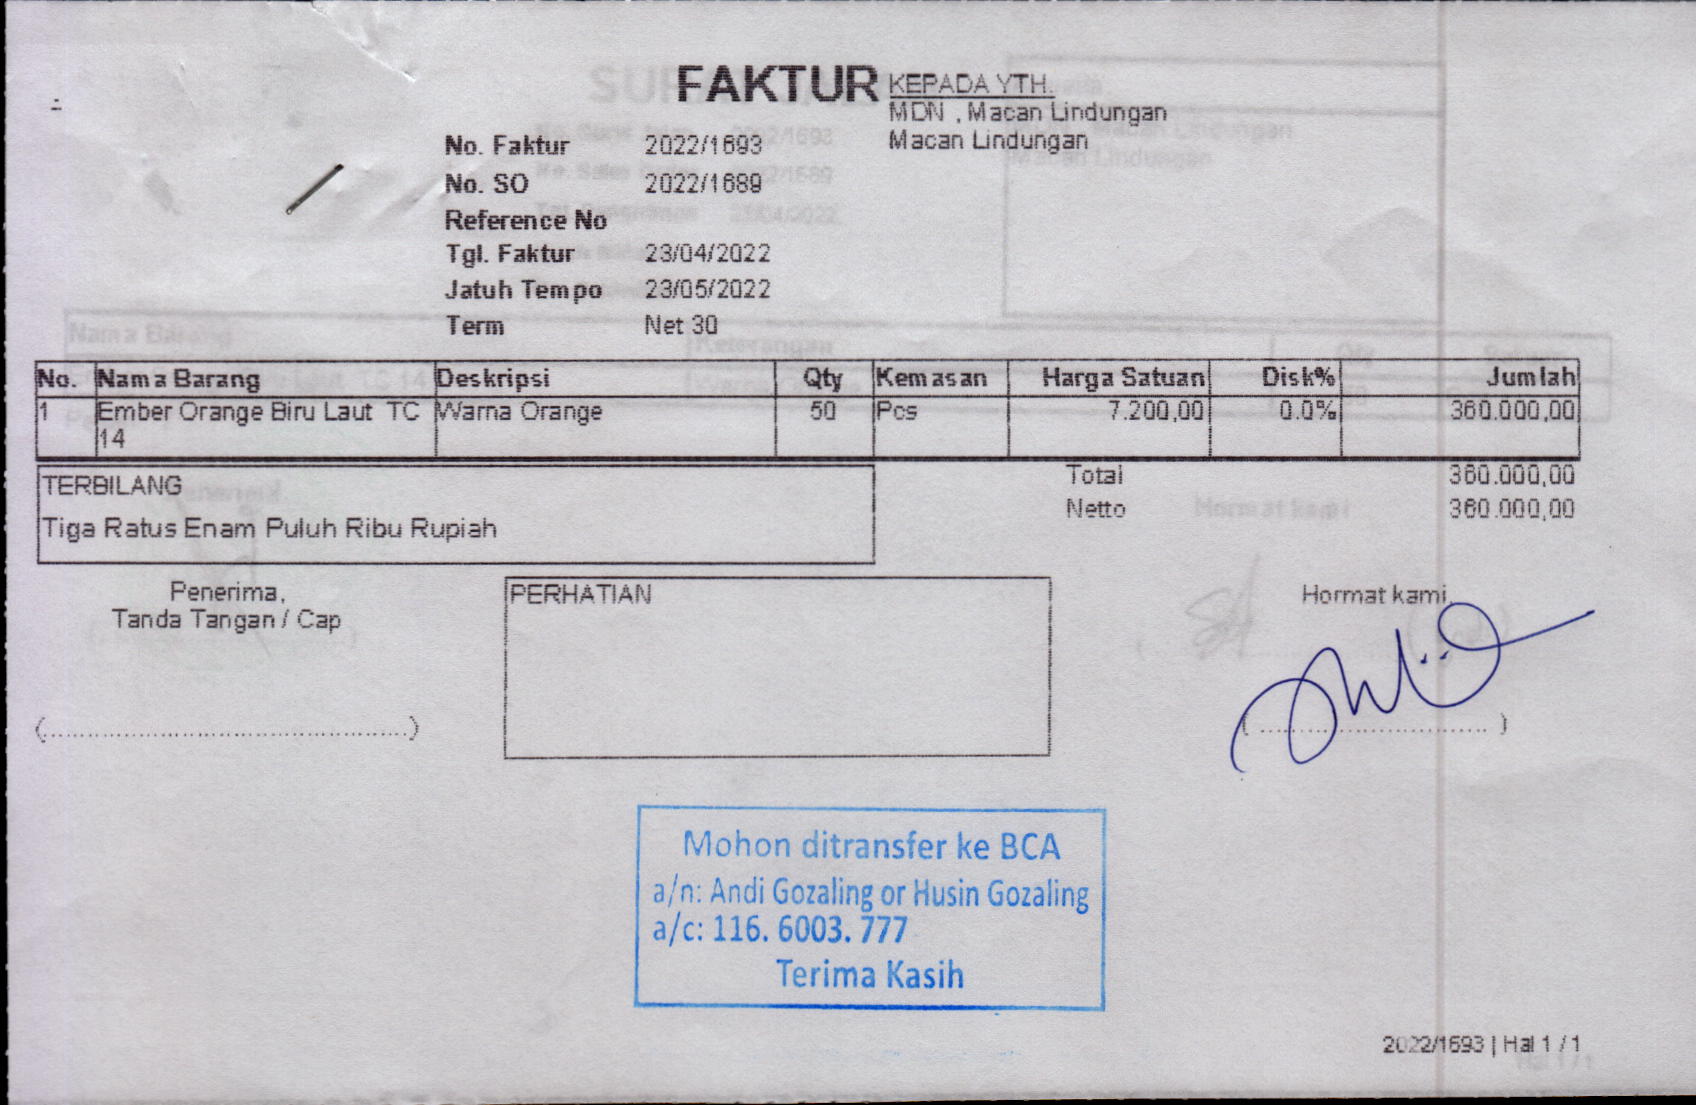 FAKTUR
KEPADA YTH.
MDN , Macan Lindungan
Macan Lindungan
No. Faktur 2022/1693
No. SO 2022/1689
Reference No
Tgl. Faktur 23/04/2022
Jatuh Tempo 23/05/2022
Term Net 30
No. Nama Barang Deskripsi Qty Kemasan Harga Satuan Disk% Jumlah
1 Ember Orange Biru Laut TC Warna Orange 50 Pcs 7.200,00 0.0% 360.000,00
14
Total 360.000,00
TERBILANG
Netto 360.000,00
Tiga Ratus Enam Puluh Ribu Rupiah
Penerima,
Tanda Tangan / Cap
PERHATIAN
Hormat kami,
Mohon ditransfer ke BCA
a/n: Andi Gozaling or Husin Gozaling
a/c: 116. 6003. 777
Terima Kasih
2022/1693 | Hal 1 / 1